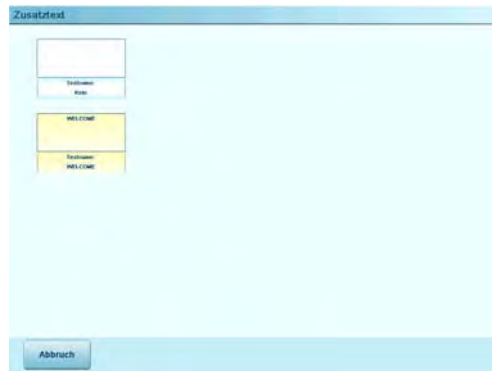 Zusatztext
Textname:
Kein
WELCOME
Textname:
WELCOME
Abbruch